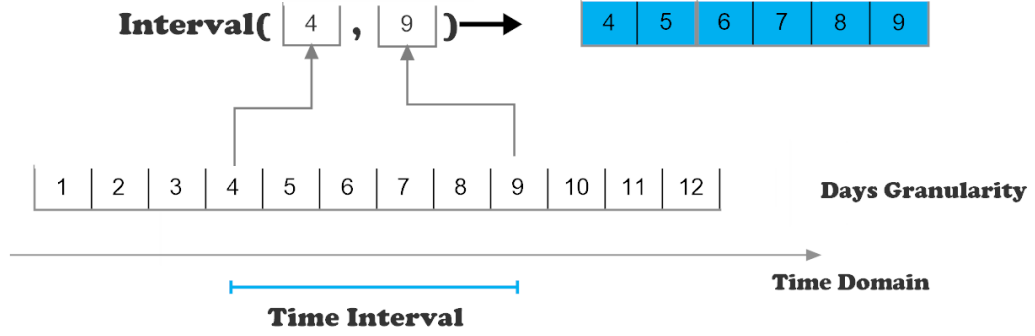 Interval( 4 , 9 ) 4 5 6 7 8 9
1 2 3 4 5 6 7 8 9 10 11 12 Days Granularity
Time Domain
Time Interval